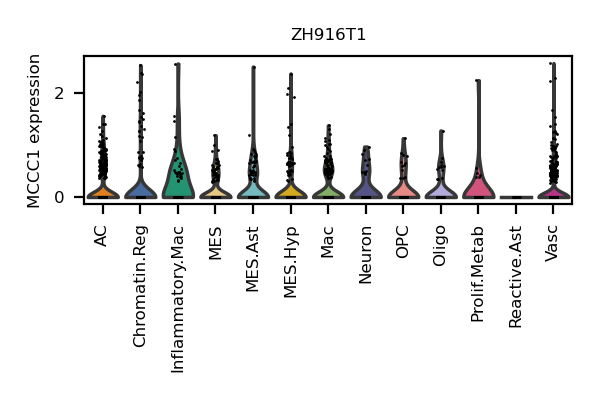 ZH916T1
MCCC1 expression
2
0
AC
Chromatin.Reg
Inflammatory.Mac
MES
MES.Ast
MES.Hyp
Mac
Neuron
OPC
Oligo
Prolif.Metab
Reactive.Ast
Vasc